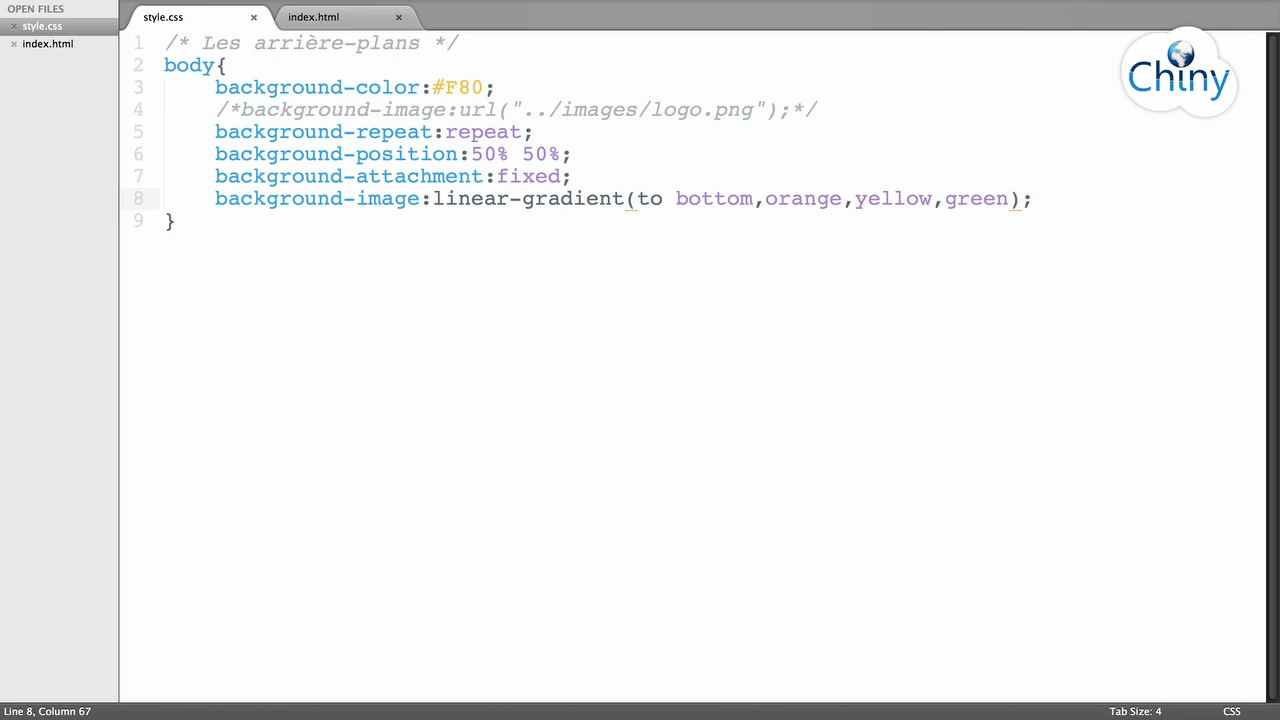 OPEN FILES
style.css
index.html
style.css
index.html
1 /* Les arrière-plans */
2 body{
3 background-color:#F80;
4 /*background-image:url("../images/logo.png");*/
5 background-repeat:repeat;
6 background-position:50% 50%;
7 background-attachment:fixed;
8 background-image:linear-gradient(to bottom,orange,yellow,green);
9 }
Chiny
Line 8, Column 67
Tab Size: 4
CSS